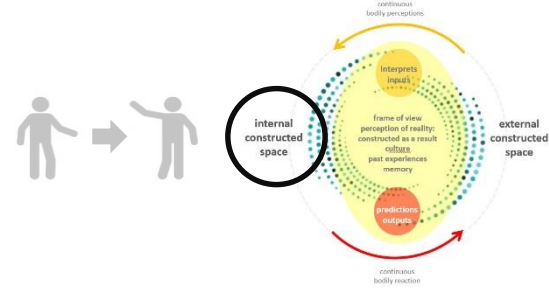 continuous
bodily perceptions
Interprets
inputs
internal
constructed
space
frame of view
perception of reality:
constructed as a result
culture
past experiences
memory
external
constructed
space
predictions
outputs
continuous
bodily reaction